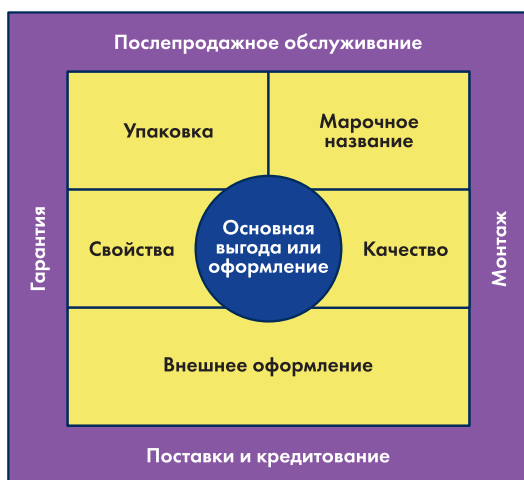 Послепродажное обслуживание
Упаковка
Марочное
название
Гарантия
Свойства
Основная
выгода или
оформление
Качество
Монтаж
Внешнее оформление
Поставки и кредитование